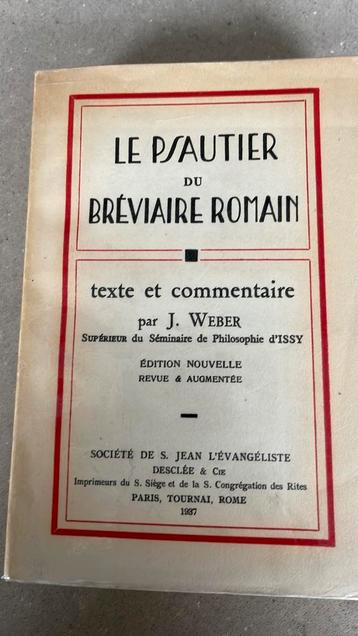 LE PSAUTIER
DU
BRÉVIAIRE ROMAIN
texte et commentaire
par J. WEBER
SUPÉRIEUR du Séminaire de Philosophie d'ISSY
ÉDITION NOUVELLE
REVUE & AUGMENTÉE
SOCIÉTÉ DE S. JEAN L'ÉVANGÉLISTE
DESCLÉE & CIE
Imprimeurs du S. Siège et de la S. Congrégation des Rites
PARIS, TOURNAI, ROME
1937